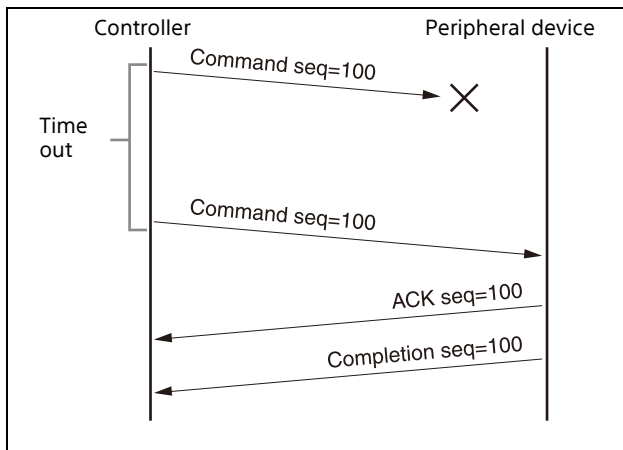 Controller
Peripheral device
Command seq=100
Time
out
Command seq=100
ACK seq=100
Completion seq=100